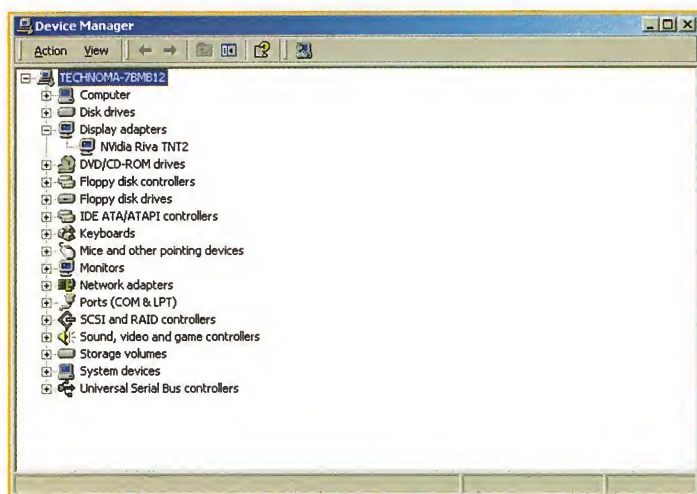 Device Manager
Action View
TECHNOMA-7BMB12
Computer
Disk drives
Display adapters
NVidia Riva TNT2
DVD/CD-ROM drives
Floppy disk controllers
Floppy disk drives
IDE ATA/ATAPI controllers
Keyboards
Mice and other pointing devices
Monitors
Network adapters
Ports (COM & LPT)
SCSI and RAID controllers
Sound, video and game controllers
Storage volumes
System devices
Universal Serial Bus controllers